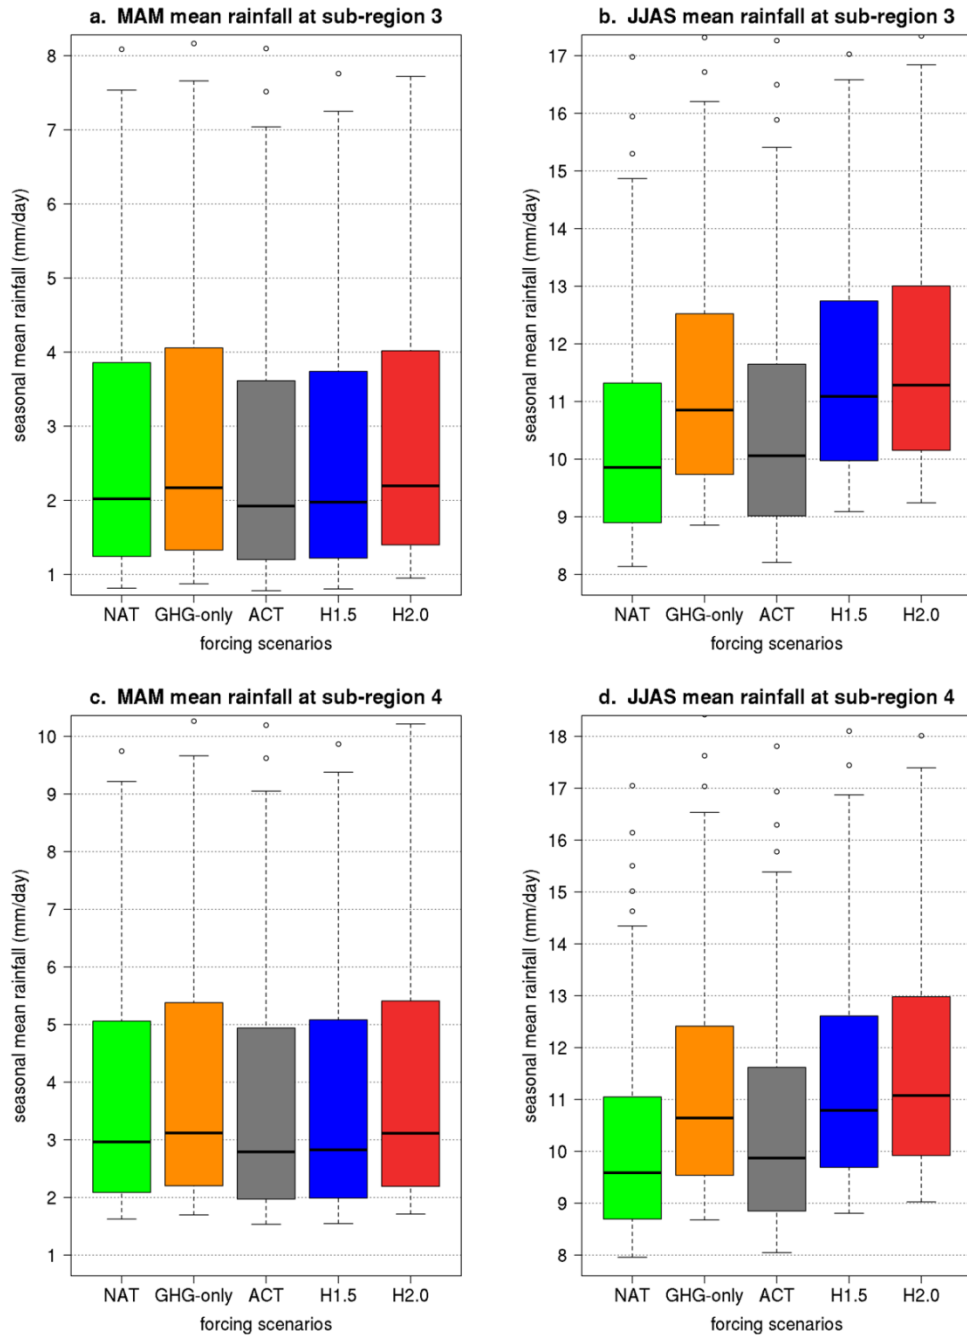 a. MAM mean rainfall at sub-region 3
seasonal mean rainfall (mm/day)
8
7
6
5
4
3
2
1
NAT GHG-only ACT H1.5 H2.0
forcing scenarios
b. JJAS mean rainfall at sub-region 3
seasonal mean rainfall (mm/day)
17
16
15
14
13
12
11
10
9
8
NAT GHG-only ACT H1.5 H2.0
forcing scenarios
c. MAM mean rainfall at sub-region 4
seasonal mean rainfall (mm/day)
10
9
8
7
6
5
4
3
2
1
NAT GHG-only ACT H1.5 H2.0
forcing scenarios
d. JJAS mean rainfall at sub-region 4
seasonal mean rainfall (mm/day)
18
17
16
15
14
13
12
11
10
9
8
NAT GHG-only ACT H1.5 H2.0
forcing scenarios